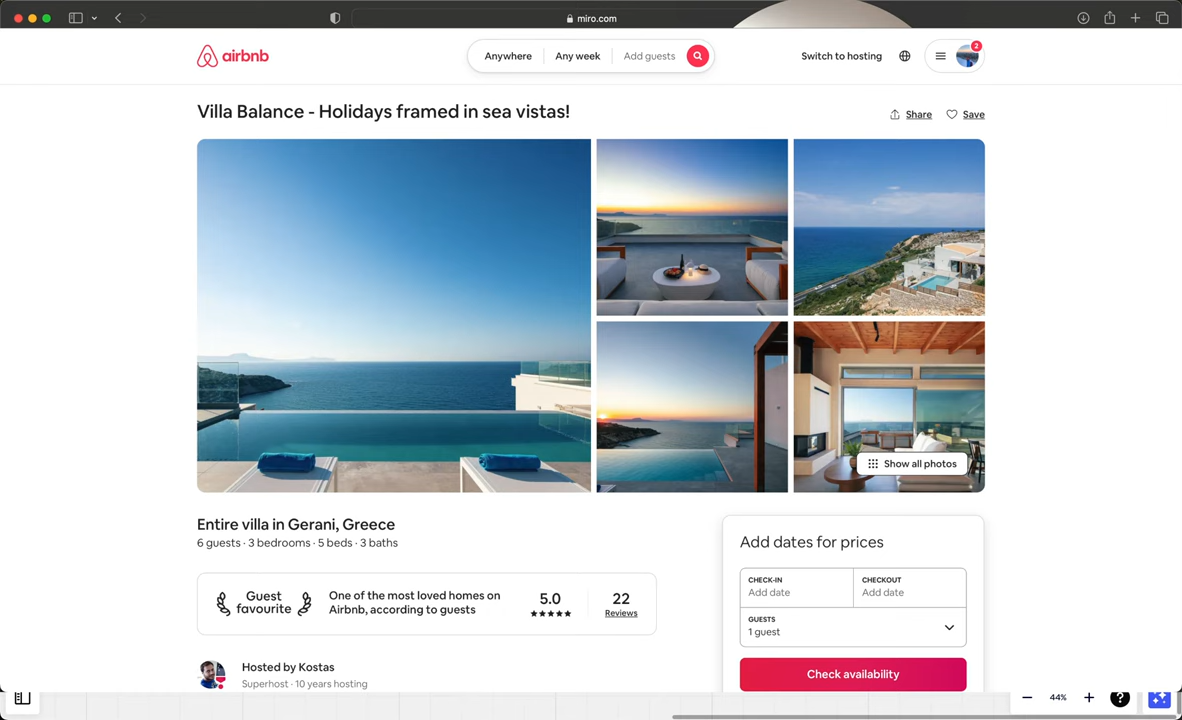 miro.com
airbnb
Anywhere
Any week
Add guests
Switch to hosting
2
Villa Balance - Holidays framed in sea vistas!
Share
Save
Show all photos
Entire villa in Gerani, Greece
6 guests · 3 bedrooms · 5 beds · 3 baths
Guest
favourite
One of the most loved homes on
Airbnb, according to guests
5.0
22
Reviews
Hosted by Kostas
Superhost · 10 years hosting
Add dates for prices
CHECK-IN
Add date
CHECKOUT
Add date
GUESTS
1 guest
Check availability
44%
?